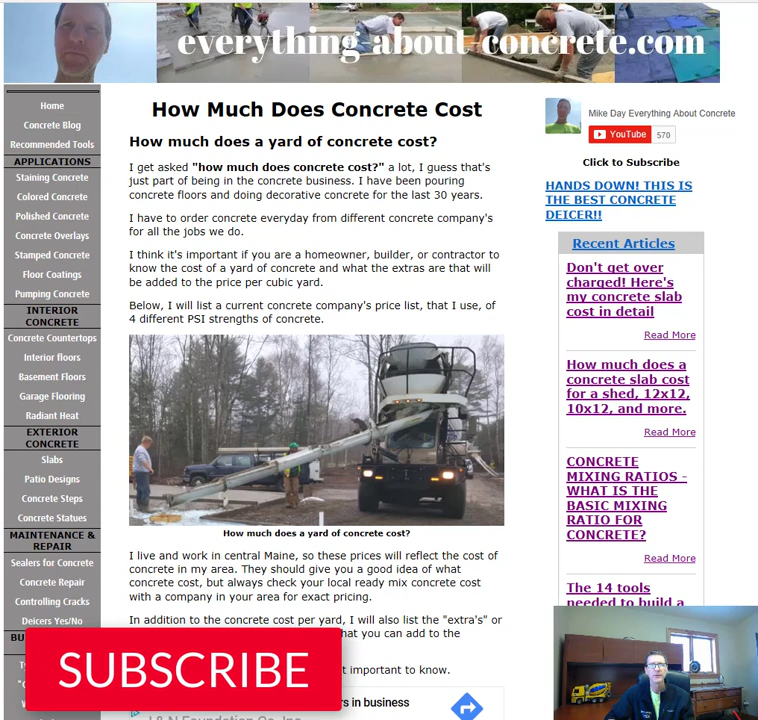 everything-about-concrete.com
Home
Concrete Blog
Recommended Tools
APPLICATIONS
Staining Concrete
Colored Concrete
Polished Concrete
Concrete Overlays
Stamped Concrete
Floor Coatings
Pumping Concrete
INTERIOR
CONCRETE
Concrete Countertops
Interior floors
Basement Floors
Garage Flooring
Radiant Heat
EXTERIOR
CONCRETE
Slabs
Patio Designs
Concrete Steps
Concrete Statues
MAINTENANCE &
REPAIR
Sealers for Concrete
Concrete Repair
Controlling Cracks
Deicers Yes/No
How Much Does Concrete Cost
How much does a yard of concrete cost?
I get asked "how much does concrete cost?" a lot, I guess that's
just part of being in the concrete business. I have been pouring
concrete floors and doing decorative concrete for the last 30 years.
I have to order concrete everyday from different concrete company's
for all the jobs we do.
I think it's important if you are a homeowner, builder, or contractor to
know the cost of a yard of concrete and what the extras are that will
be added to the price per cubic yard.
Below, I will list a current concrete company's price list, that I use, of
4 different PSI strengths of concrete.
How much does a yard of concrete cost?
I live and work in central Maine, so these prices will reflect the cost of
concrete in my area. They should give you a good idea of what
concrete cost, but always check your local ready mix concrete cost
with a company in your area for exact pricing.
In addition to the concrete cost per yard, I will also list the "extra's" or
that you can add to the
important to know.
in business
SUBSCRIBE
Mike Day Everything About Concrete
YouTube 570
Click to Subscribe
HANDS DOWN! THIS IS
THE BEST CONCRETE
DEICER!!
Recent Articles
Don't get over
charged! Here's
my concrete slab
cost in detail
Read More
How much does a
concrete slab cost
for a shed, 12x12,
10x12, and more.
Read More
CONCRETE
MIXING RATIOS -
WHAT IS THE
BASIC MIXING
RATIO FOR
CONCRETE?
Read More
The 14 tools
needed to build a